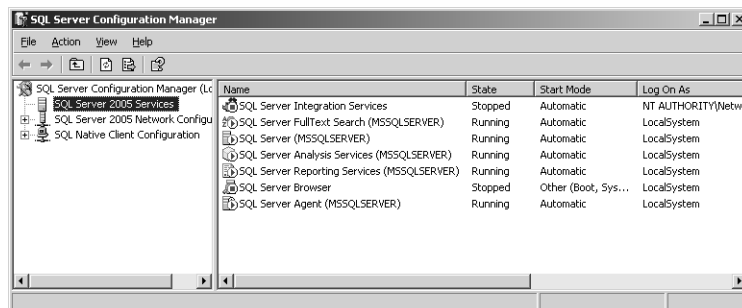 SQL Server Configuration Manager
File Action View Help
SQL Server Configuration Manager (Lc
SQL Server 2005 Services
SQL Server 2005 Network Configu
SQL Native Client Configuration
Name State Start Mode Log On As
SQL Server Integration Services Stopped Automatic NT AUTHORITY\Netw
SQL Server FullText Search (MSSQLSERVER) Running Automatic LocalSystem
SQL Server (MSSQLSERVER) Running Automatic LocalSystem
SQL Server Analysis Services (MSSQLSERVER) Running Automatic LocalSystem
SQL Server Reporting Services (MSSQLSERVER) Running Automatic LocalSystem
SQL Server Browser Stopped Other (Boot, Sys... LocalSystem
SQL Server Agent (MSSQLSERVER) Running Automatic LocalSystem